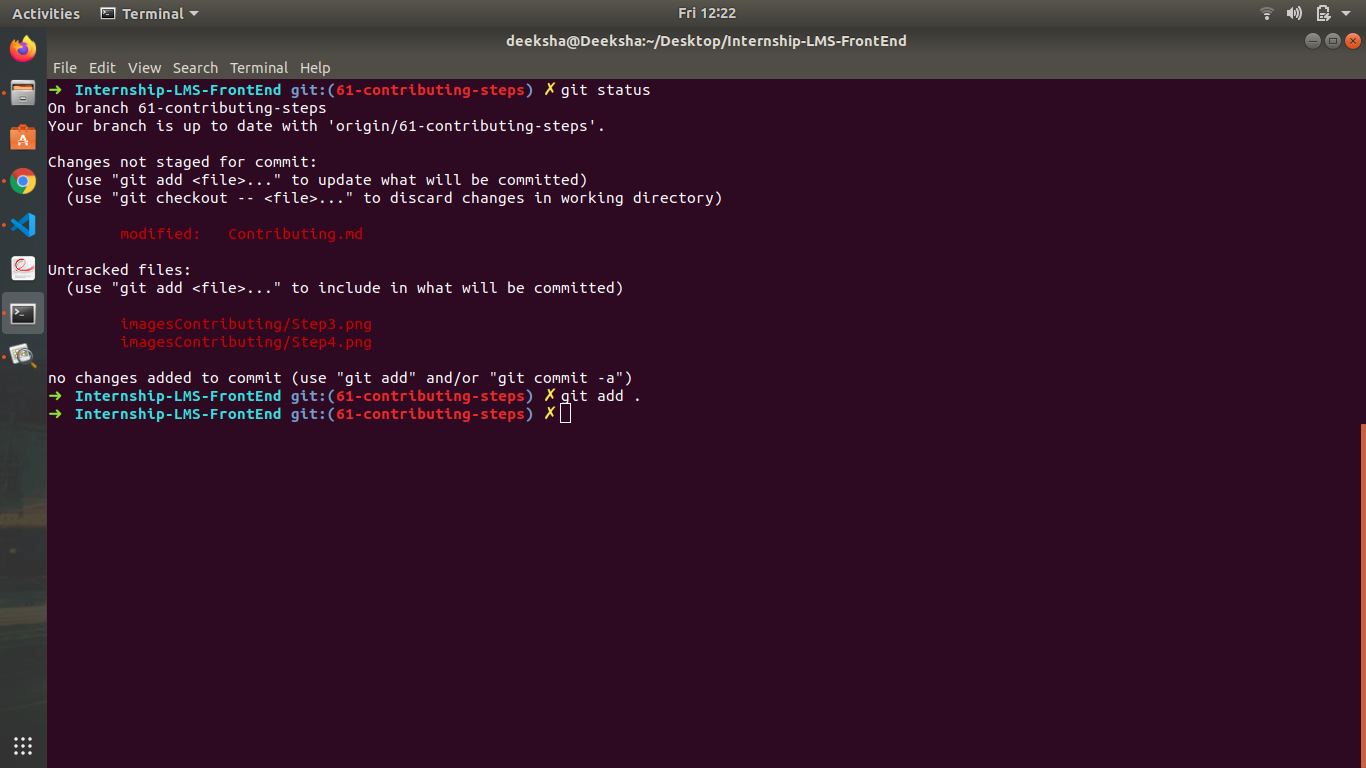 Activities Terminal Fri 12:22
deeksha@Deeksha:~/Desktop/Internship-LMS-FrontEnd
File Edit View Search Terminal Help
➜ Internship-LMS-FrontEnd git:(61-contributing-steps) ✗ git status
On branch 61-contributing-steps
Your branch is up to date with 'origin/61-contributing-steps'.
Changes not staged for commit:
(use "git add <file>..." to update what will be committed)
(use "git checkout -- <file>..." to discard changes in working directory)
modified: Contributing.md
Untracked files:
(use "git add <file>..." to include in what will be committed)
imagesContributing/Step3.png
imagesContributing/Step4.png
no changes added to commit (use "git add" and/or "git commit -a")
➜ Internship-LMS-FrontEnd git:(61-contributing-steps) ✗ git add .
➜ Internship-LMS-FrontEnd git:(61-contributing-steps) ✗